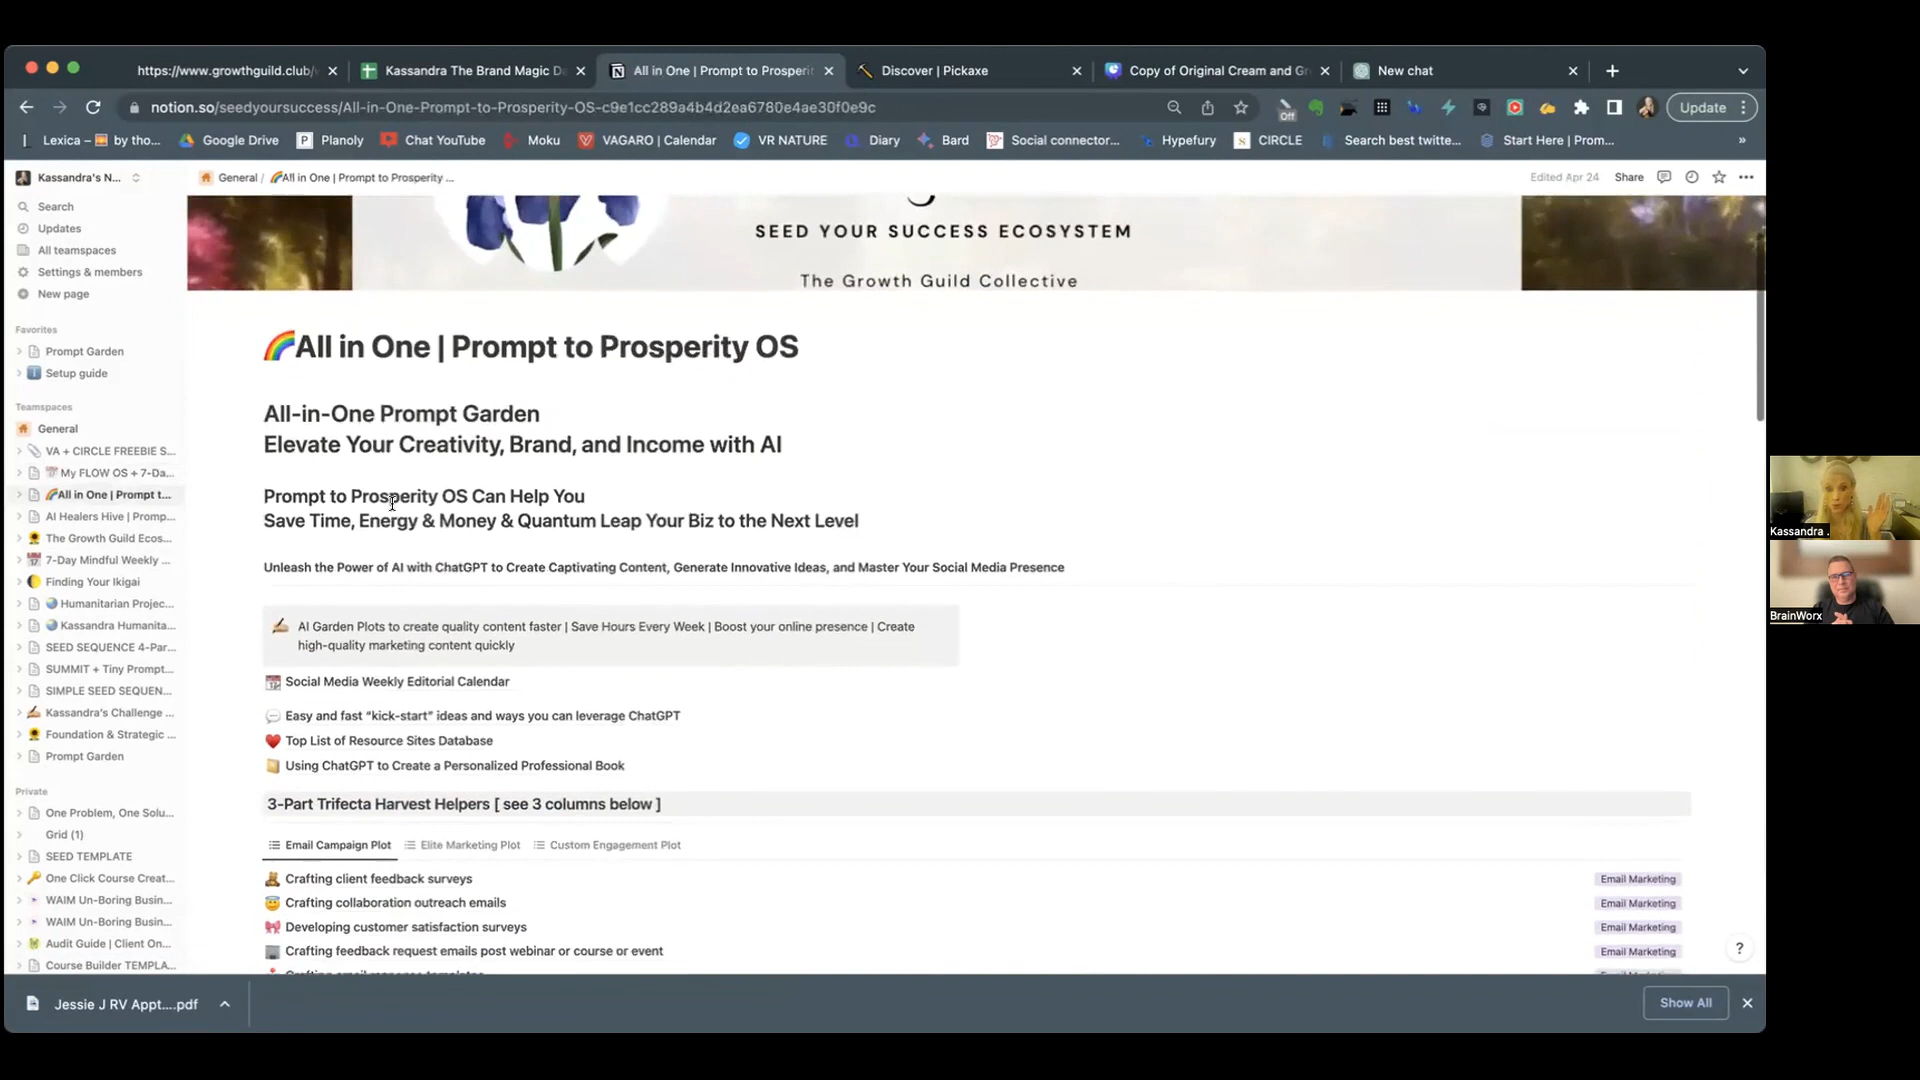 https://www.growthguild.club/
Kassandra The Brand Magic D
All in One | Prompt to Prosperit
Discover | Pickaxe
Copy of Original Cream and Gr
New chat
notion.so/seedyoursuccess/All-in-One-Prompt-to-Prosperity-OS-c9e1cc289a4b4d2ea6780e4ae30f0e9c
Off
Update
Lexica – by tho...
Google Drive
Planoly
Chat YouTube
Moku
VAGARO | Calendar
VR NATURE
Diary
Bard
Social connector...
Hypefury
CIRCLE
Search best twitte...
Start Here | Prom...
»
Kassandra's N...
General / 🌈All in One | Prompt to Prosperity ...
Edited Apr 24
Share
Search
Updates
All teamspaces
Settings & members
New page
Favorites
Prompt Garden
Setup guide
Teamspaces
General
VA + CIRCLE FREEBIE S...
My FLOW OS + 7-Da...
🌈All in One | Prompt t...
AI Healers Hive | Promp...
The Growth Guild Ecos...
7-Day Mindful Weekly ...
Finding Your Ikigai
Humanitarian Projec...
Kassandra Humanita...
SEED SEQUENCE 4-Par...
SUMMIT + Tiny Prompt...
SIMPLE SEED SEQUEN...
Kassandra's Challenge ...
Foundation & Strategic ...
Prompt Garden
Private
One Problem, One Solu...
Grid (1)
SEED TEMPLATE
One Click Course Creat...
WAIM Un-Boring Busin...
WAIM Un-Boring Busin...
Audit Guide | Client On...
Course Builder TEMPLA...
SEED YOUR SUCCESS ECOSYSTEM
The Growth Guild Collective
🌈All in One | Prompt to Prosperity OS
All-in-One Prompt Garden
Elevate Your Creativity, Brand, and Income with AI
Prompt to Prosperity OS Can Help You
Save Time, Energy & Money & Quantum Leap Your Biz to the Next Level
Unleash the Power of AI with ChatGPT to Create Captivating Content, Generate Innovative Ideas, and Master Your Social Media Presence
AI Garden Plots to create quality content faster | Save Hours Every Week | Boost your online presence | Create
high-quality marketing content quickly
Social Media Weekly Editorial Calendar
Easy and fast “kick-start” ideas and ways you can leverage ChatGPT
Top List of Resource Sites Database
Using ChatGPT to Create a Personalized Professional Book
3-Part Trifecta Harvest Helpers [ see 3 columns below ]
Email Campaign Plot
Elite Marketing Plot
Custom Engagement Plot
Crafting client feedback surveys
Email Marketing
Crafting collaboration outreach emails
Email Marketing
Developing customer satisfaction surveys
Email Marketing
Crafting feedback request emails post webinar or course or event
Email Marketing
?
Kassandra .
BrainWorx
Jessie J RV Appt....pdf
Show All